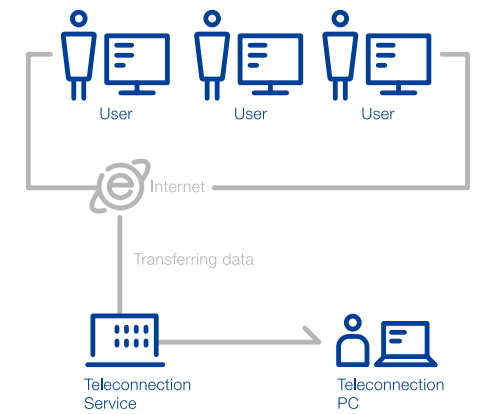 User
User
User
Internet
Transferring data
Teleconnection
Service
Teleconnection
PC